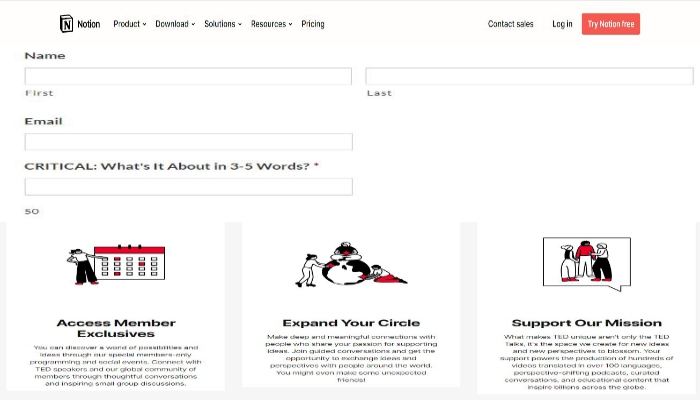 Notion Product Download Solutions Resources Pricing Contact sales Log in Try Notion free
Name
First Last
Email
CRITICAL: What's It About in 3-5 Words? *
50
Access Member
Exclusives
You can discover a world of possibilities and
ideas through our special members-only
programming and social events. Connect with
TED speakers and our global community of
members through thoughtful conversations
and inspiring small group discussions.
Expand Your Circle
Make deep and meaningful connections with
people who share your passion for supporting
ideas. Join guided conversations and get the
opportunity to exchange ideas and
perspectives with people around the world.
You might even make some unexpected
friends!
Support Our Mission
What makes TED unique aren't only the TED
Talks, it's the space we create for new ideas
and new perspectives to blossom. Your
support powers the production of hundreds of
videos translated in over 100 languages,
perspective-shifting podcasts, curated
conversations, and educational content that
inspire billions across the globe.